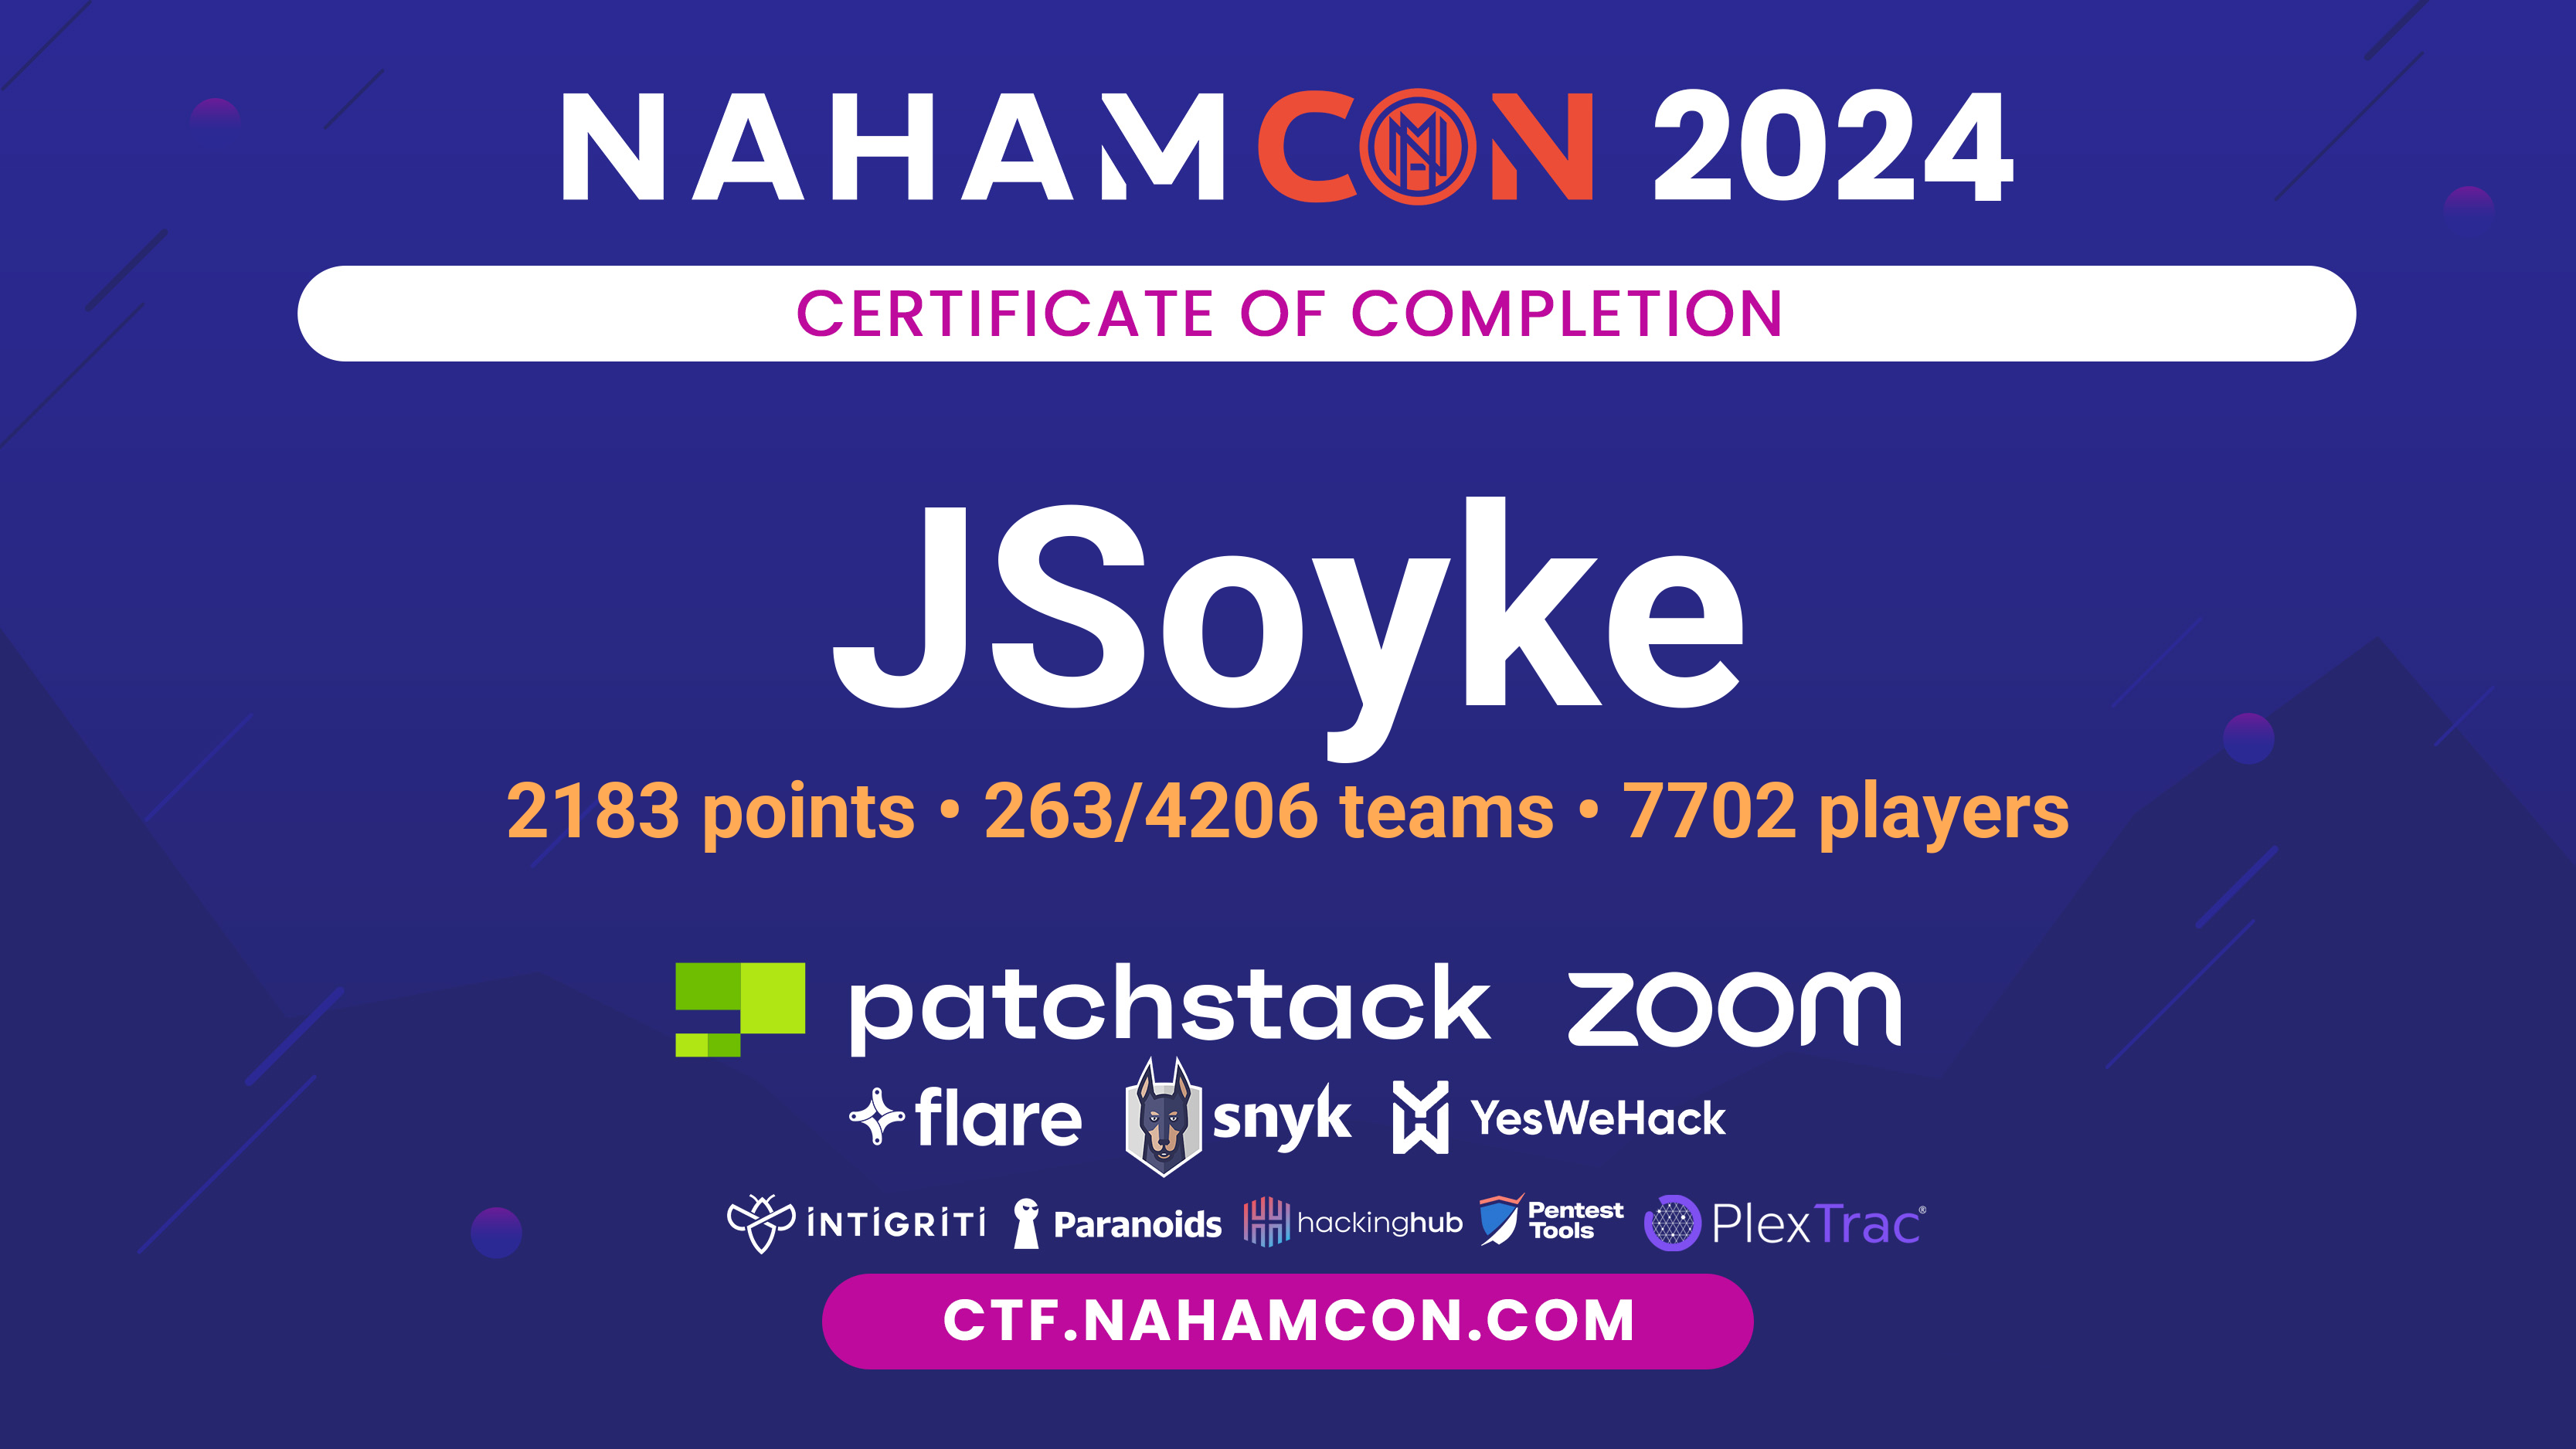 NAHAMCON 2024
CERTIFICATE OF COMPLETION
JSoyke
2183 points • 263/4206 teams • 7702 players
patchstack zoom
flare snyk YesWeHack
INTIGRITI Paranoids hackinghub Pentest Tools PlexTrac®
CTF.NAHAMCON.COM